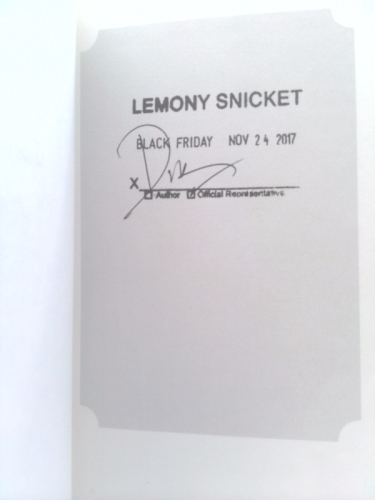 LEMONY SNICKET
BLACK FRIDAY NOV 24 2017
X
Author Official Representative